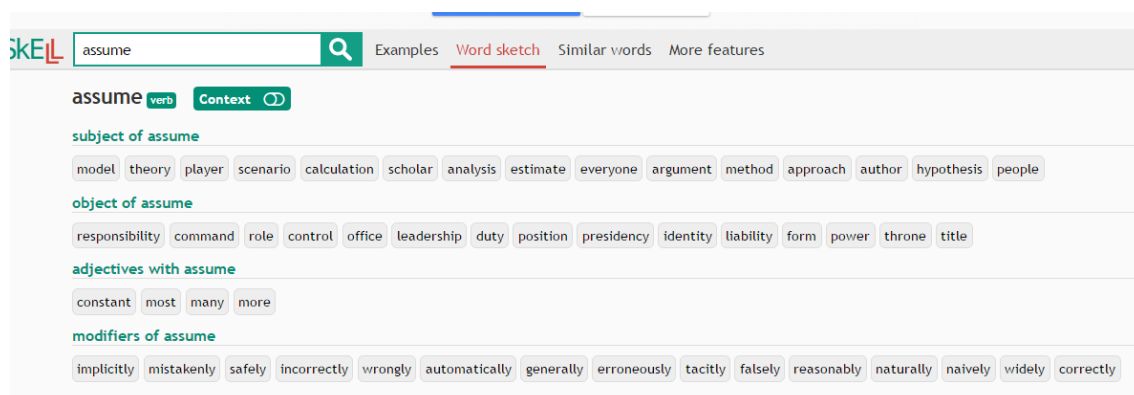 SkELL assume Examples Word sketch Similar words More features
assume verb Context
subject of assume
model theory player scenario calculation scholar analysis estimate everyone argument method approach author hypothesis people
object of assume
responsibility command role control office leadership duty position presidency identity liability form power throne title
adjectives with assume
constant most many more
modifiers of assume
implicitly mistakenly safely incorrectly wrongly automatically generally erroneously tacitly falsely reasonably naturally naively widely correctly